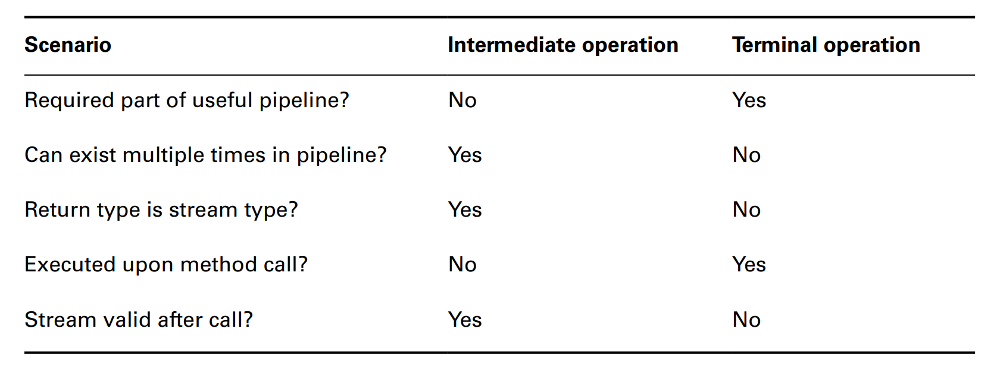 Scenario Intermediate operation Terminal operation
Required part of useful pipeline? No Yes
Can exist multiple times in pipeline? Yes No
Return type is stream type? Yes No
Executed upon method call? No Yes
Stream valid after call? Yes No